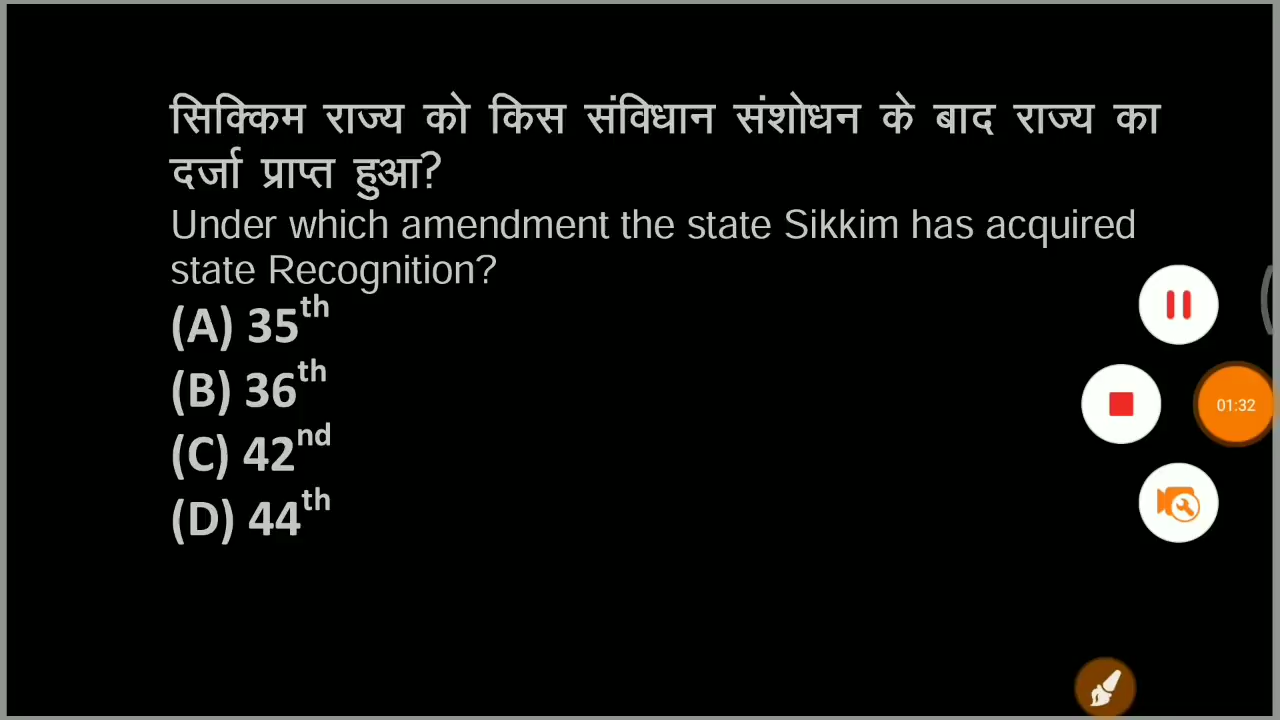 सिक्किम राज्य को किस संविधान संशोधन के बाद राज्य का
दर्जा प्राप्त हुआ?
Under which amendment the state Sikkim has acquired
state Recognition?
(A) 35th
(B) 36th
(C) 42nd
(D) 44th
01:32